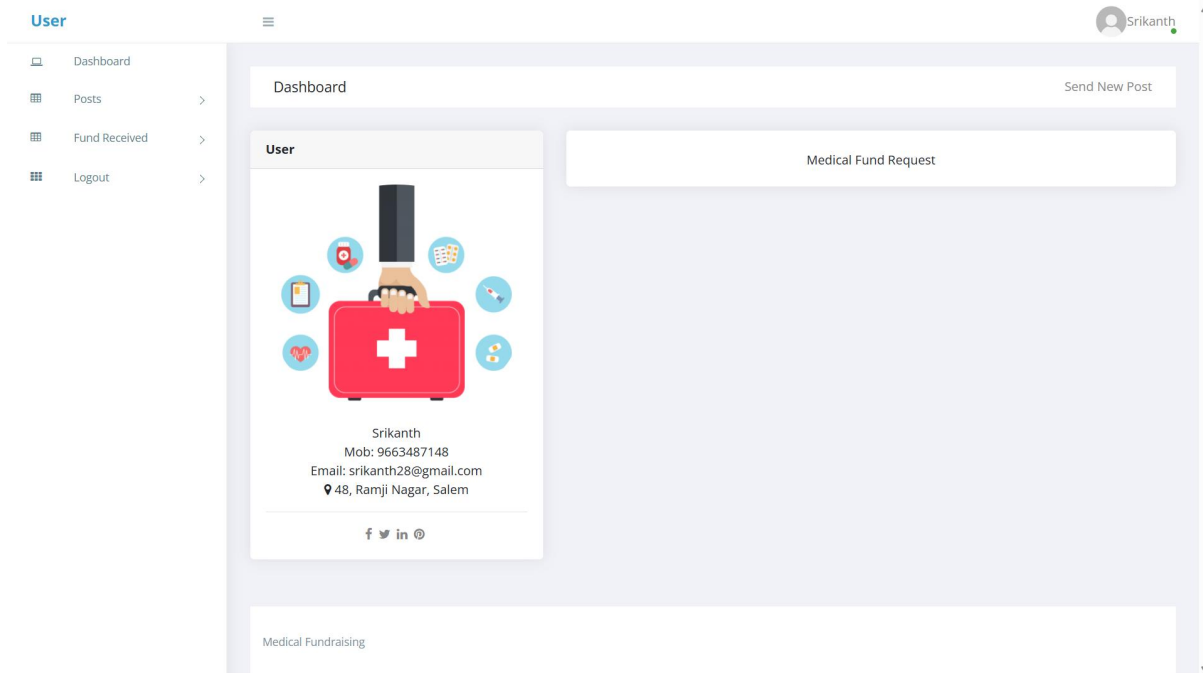 User
Srikanth
Dashboard
Posts
Fund Received
Logout
Dashboard
Send New Post
User
Srikanth
Mob: 9663487148
Email: srikanth28@gmail.com
48, Ramji Nagar, Salem
Medical Fund Request
Medical Fundraising